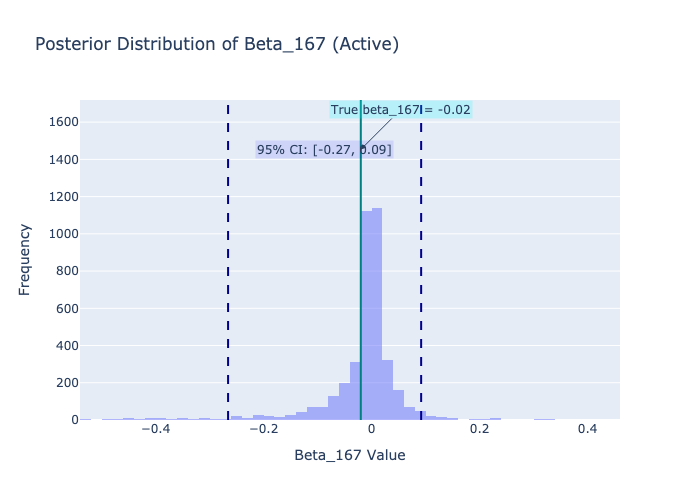 Posterior Distribution of Beta_167 (Active)
True beta_167 = -0.02
95% CI: [-0.27, 0.09]
1600
1400
1200
1000
800
600
400
200
0
Frequency
−0.4
−0.2
0
0.2
0.4
Beta_167 Value